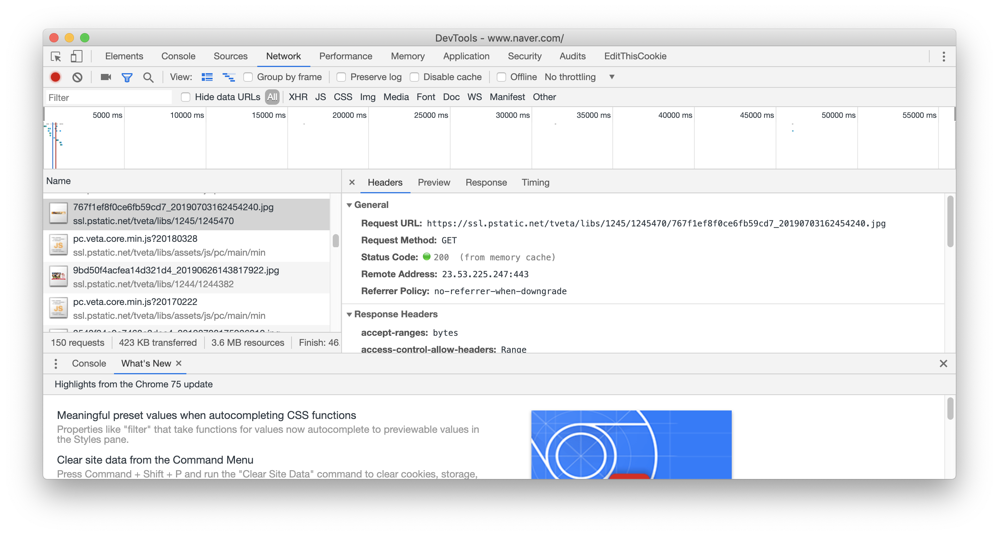 DevTools - www.naver.com/
Elements Console Sources Network Performance Memory Application Security Audits EditThisCookie
View: Group by frame Preserve log Disable cache Offline No throttling
Filter Hide data URLs All XHR JS CSS Img Media Font Doc WS Manifest Other
5000 ms 10000 ms 15000 ms 20000 ms 25000 ms 30000 ms 35000 ms 40000 ms 45000 ms 50000 ms 55000 ms
Name
767f1ef8f0ce6fb59cd7_20190703162454240.jpg
ssl.pstatic.net/tveta/libs/1245/1245470
JS pc.veta.core.min.js?20180328
ssl.pstatic.net/tveta/libs/assets/js/pc/main/min
9bd50f4acfea14d321d4_20190626143817922.jpg
ssl.pstatic.net/tveta/libs/1244/1244382
JS pc.veta.core.min.js?20170222
ssl.pstatic.net/tveta/libs/assets/js/pc/main/min
150 requests 423 KB transferred 3.6 MB resources Finish: 46.
Headers Preview Response Timing
General
Request URL: https://ssl.pstatic.net/tveta/libs/1245/1245470/767f1ef8f0ce6fb59cd7_20190703162454240.jpg
Request Method: GET
Status Code: 200 (from memory cache)
Remote Address: 23.53.225.247:443
Referrer Policy: no-referrer-when-downgrade
Response Headers
accept-ranges: bytes
access-control-allow-headers: Range
Console What's New
Highlights from the Chrome 75 update
Meaningful preset values when autocompleting CSS functions
Properties like "filter" that take functions for values now autocomplete to previewable values in
the Styles pane.
Clear site data from the Command Menu
Press Command + Shift + P and run the "Clear Site Data" command to clear cookies, storage,